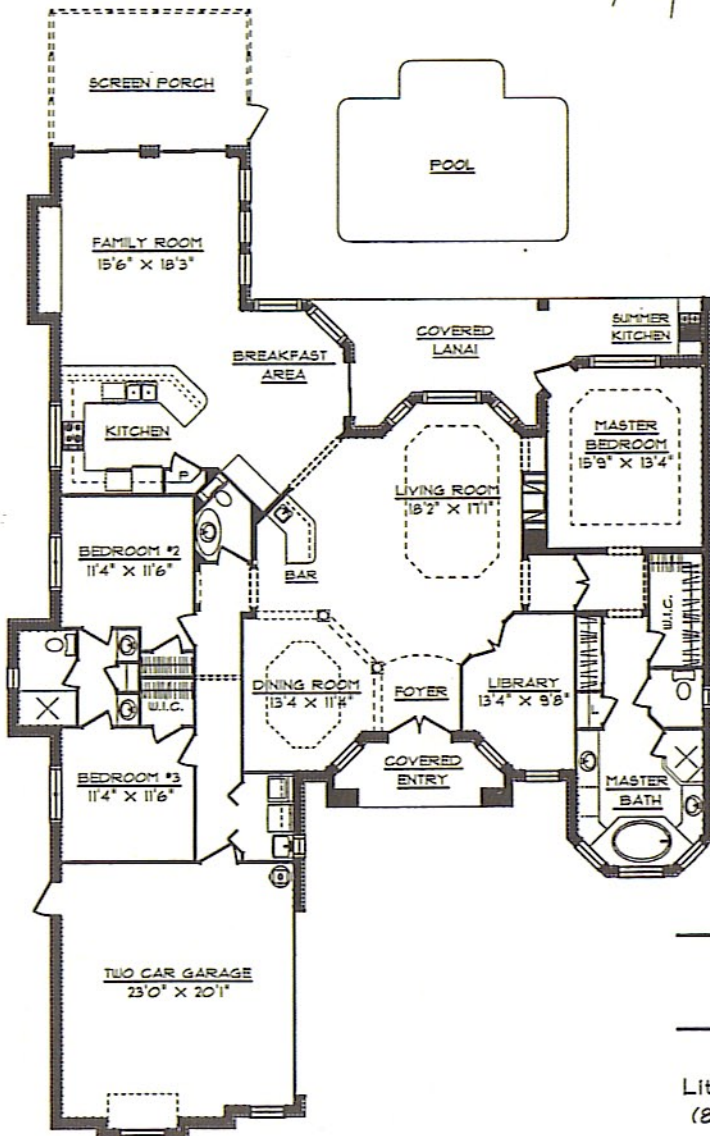 SCREEN PORCH
POOL
FAMILY ROOM
15'6" X 18'3"
COVERED
LANAI
SUMMER
KITCHEN
BREAKFAST
AREA
KITCHEN
P
MASTER
BEDROOM
15'9" X 13'4"
LIVING ROOM
18'2" X 17'1"
BEDROOM #2
11'4" X 11'6"
BAR
W.I.C.
W.I.C.
DINING ROOM
13'4 X 11'4"
FOYER
LIBRARY
13'4" X 9'8"
L
COVERED
ENTRY
BEDROOM #3
11'4" X 11'6"
MASTER
BATH
TWO CAR GARAGE
23'0" X 20'1"
Lit
(8